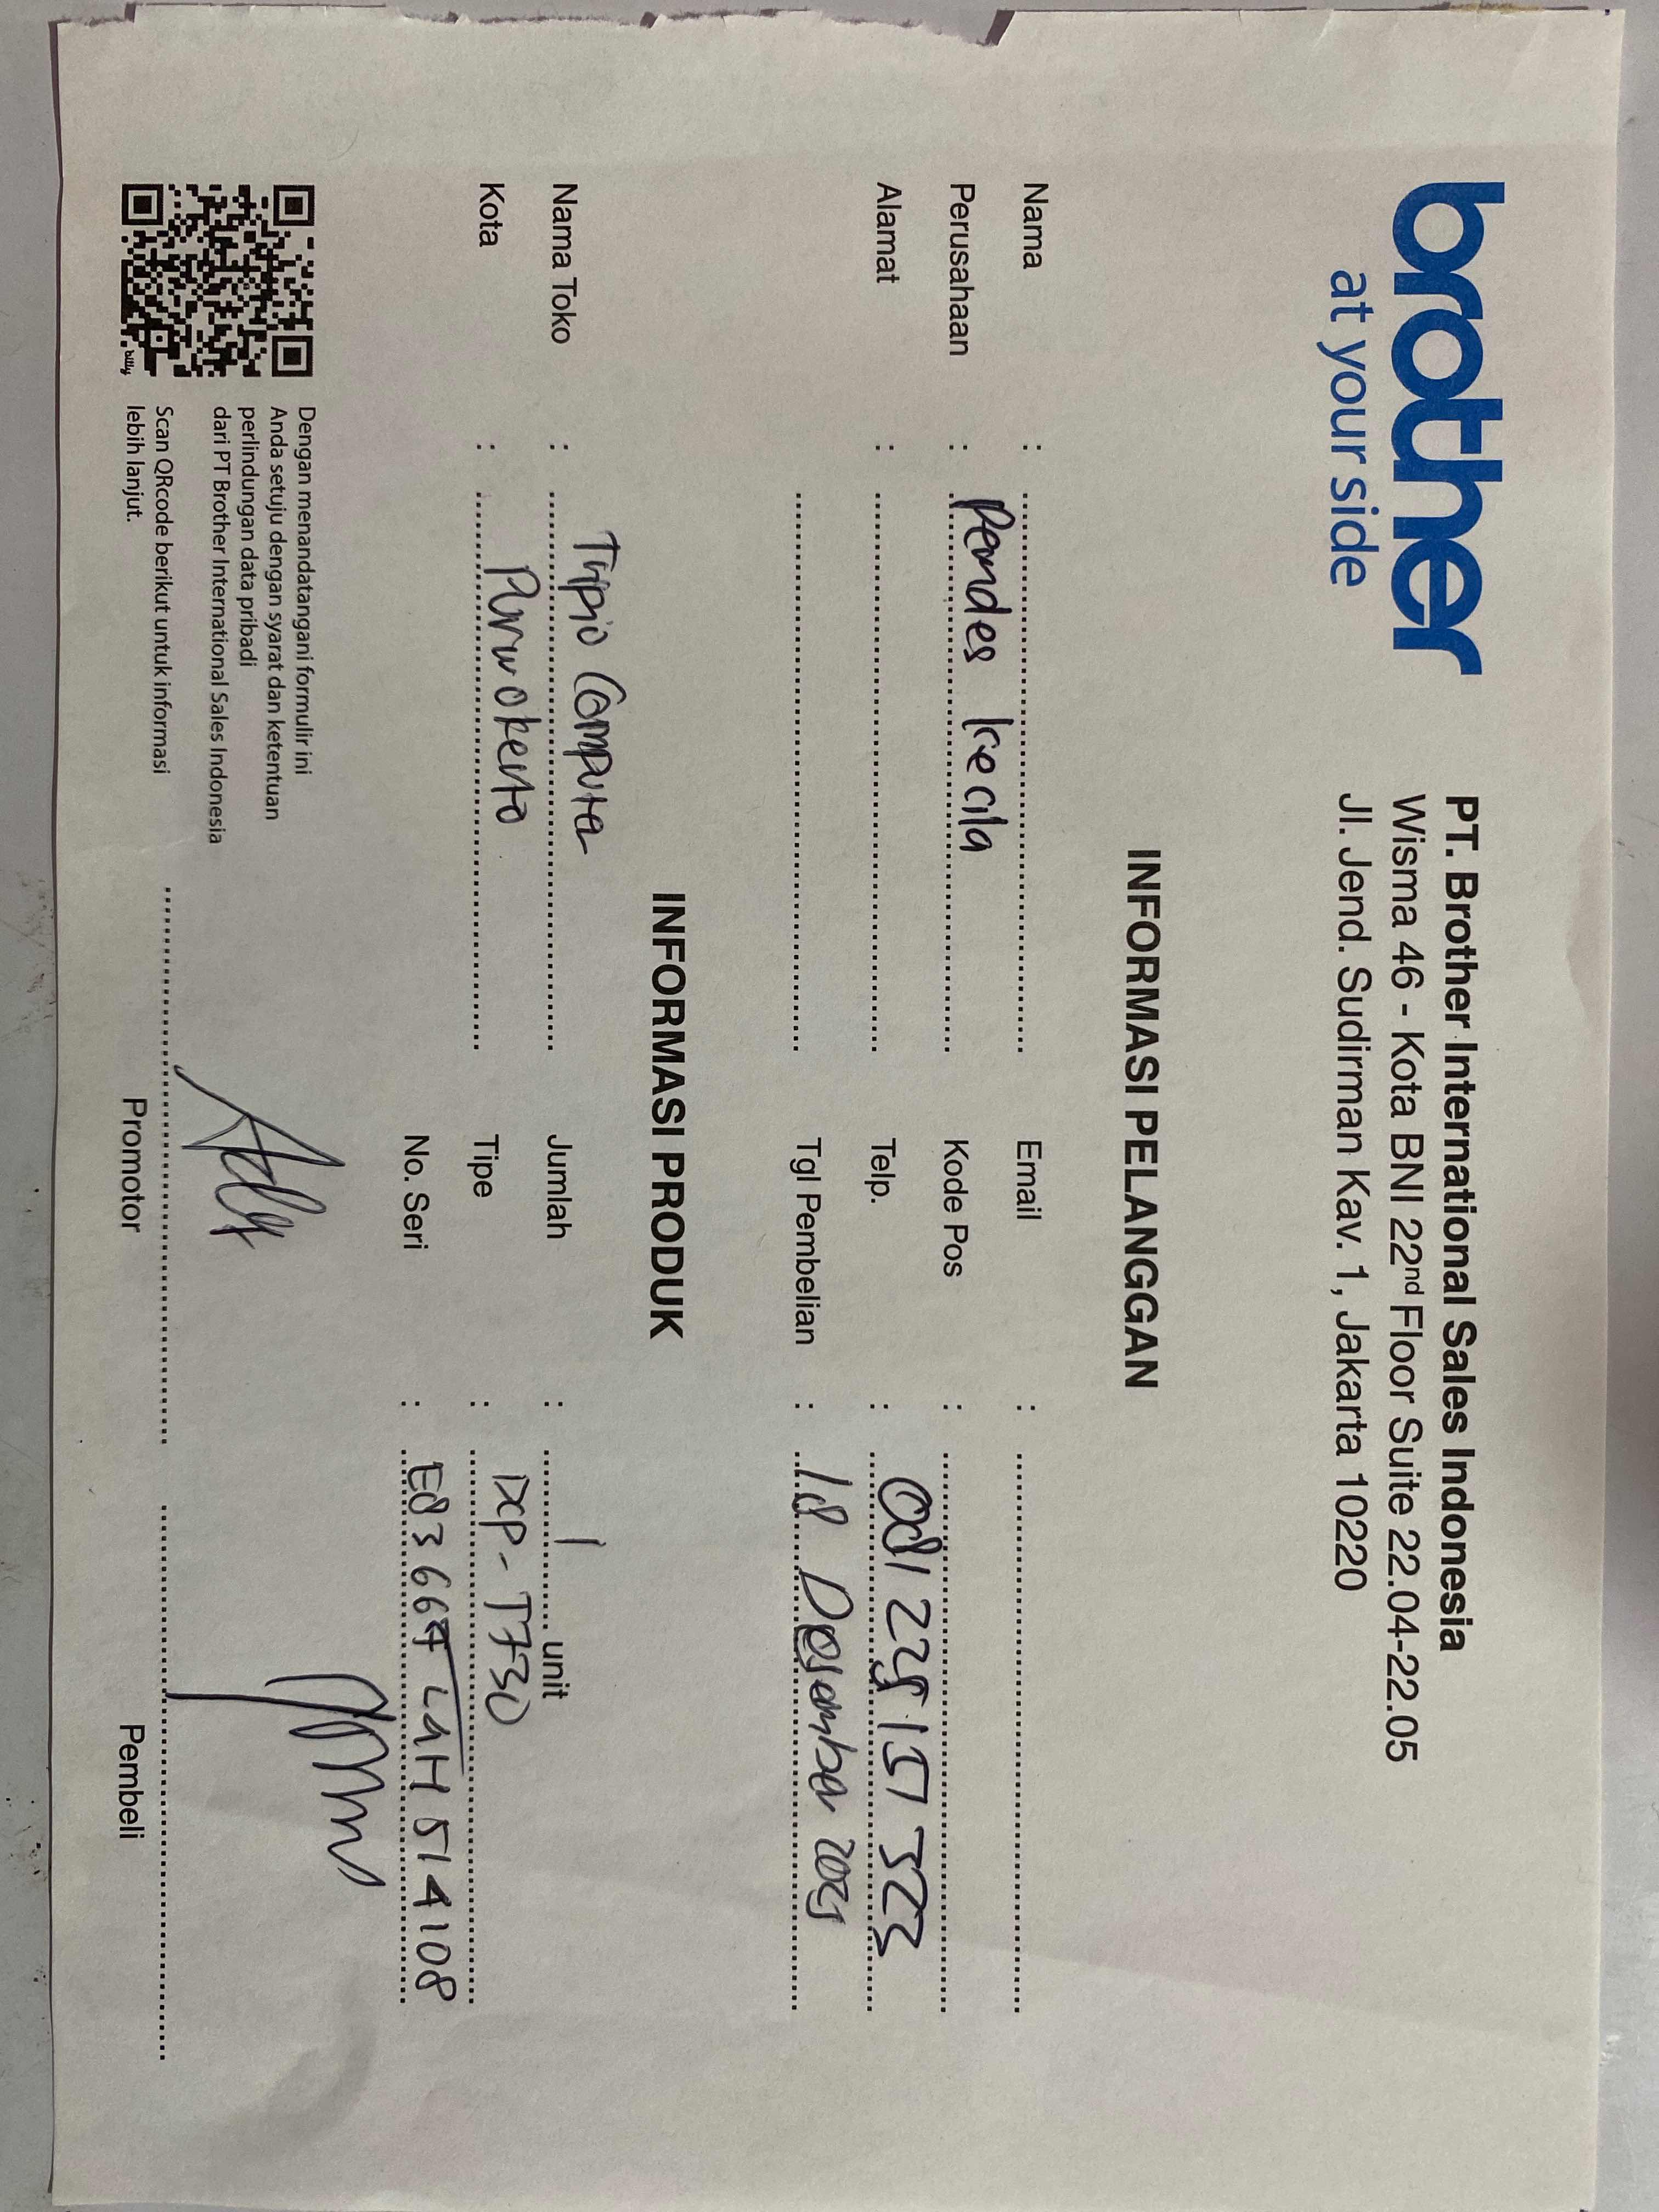 brother
at your side
PT. Brother International Sales Indonesia
Wisma 46 - Kota BNI 22nd Floor Suite 22.04-22.05
Jl. Jend. Sudirman Kav. 1, Jakarta 10220
INFORMASI PELANGGAN
Nama :
Perusahaan : Pemdes Kecila
Alamat :
Email :
Kode Pos :
Telp. :
Tgl Pembelian : 18 Desember 2025
INFORMASI PRODUK
Nama Toko : Tripio Computer
Kota : Purwokerto
Jumlah : 1 unit
Tipe : DCP-T730
No. Seri :
Dengan menandatangani formulir ini
Anda setuju dengan syarat dan ketentuan
perlindungan data pribadi
dari PT Brother International Sales Indonesia
Scan QRcode berikut untuk informasi
lebih lanjut.
billy
Promotor
Pembeli